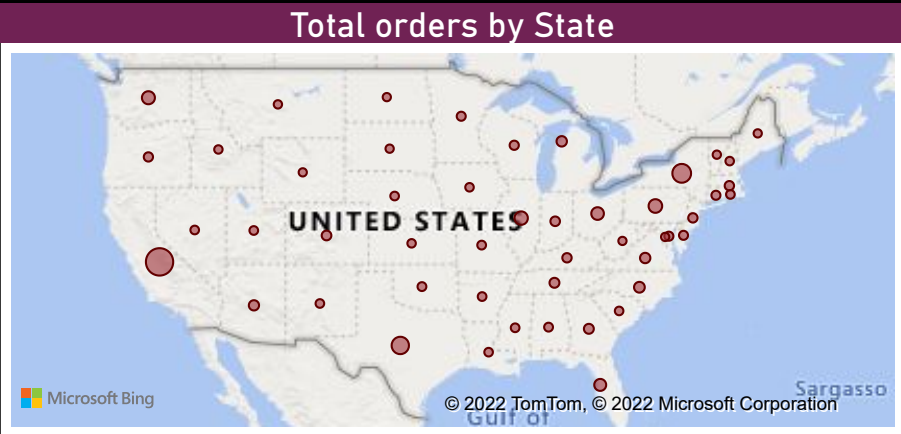 Total orders by State
UNITED STATES
Sargasso
Microsoft Bing
© 2022 TomTom, © 2022 Microsoft Corporation
Gulf of